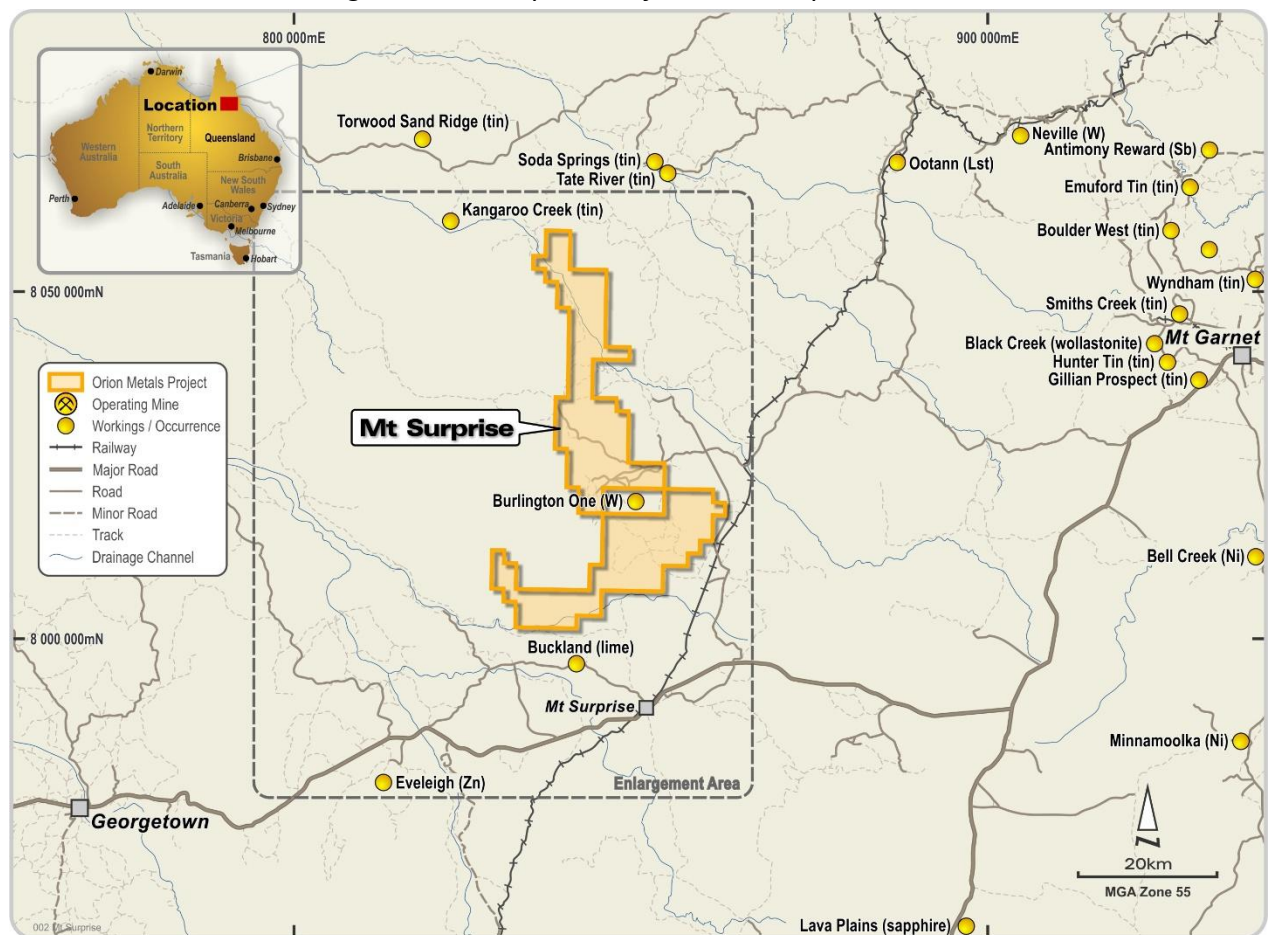 800 000mE
900 000mE
Darwin
Location
Northern
Territory
Queensland
Western
Australia
South
Australia
Brisbane
New South
Wales
Perth
Adelaide
Canberra
Sydney
Victoria
Melbourne
Tasmania
Hobart
Torwood Sand Ridge (tin)
Soda Springs (tin)
Tate River (tin)
Kangaroo Creek (tin)
Ootann (Lst)
Neville (W)
Antimony Reward (Sb)
Emuford Tin (tin)
Boulder West (tin)
Wyndham (tin)
8 050 000mN
Smiths Creek (tin)
Black Creek (wollastonite)
Mt Garnet
Hunter Tin (tin)
Gillian Prospect (tin)
Orion Metals Project
Operating Mine
Workings / Occurrence
Railway
Major Road
Road
Minor Road
Track
Drainage Channel
Mt Surprise
Burlington One (W)
Bell Creek (Ni)
8 000 000mN
Buckland (lime)
Mt Surprise
Minnamoolka (Ni)
Eveleigh (Zn)
Enlargement Area
Georgetown
N
20km
MGA Zone 55
Lava Plains (sapphire)
002 Mt Surprise